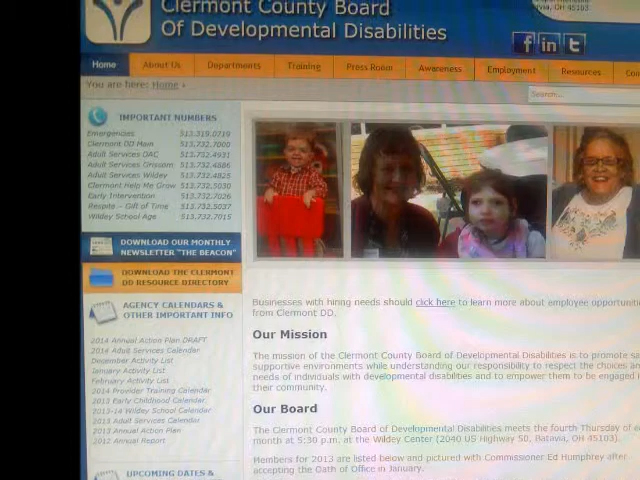 Clermont County Board
Of Developmental Disabilities
OH 45103
Home About Us Departments Training Press Room Awareness Employment Resources
You are here: Home
Search...
IMPORTANT NUMBERS
Emergencies 513.319.0719
Clermont DD Main 513.732.7000
Adult Services DAC 513.732.4931
Adult Services Grissom 513.732.4886
Adult Services Wildey 513.732.4825
Clermont Help Me Grow 513.732.5030
Early Intervention 513.732.7026
Respite - Gift of Time 513.732.5037
Wildey School Age 513.732.7015
DOWNLOAD OUR MONTHLY
NEWSLETTER "THE BEACON"
DOWNLOAD THE CLERMONT
DD RESOURCE DIRECTORY
AGENCY CALENDARS &
OTHER IMPORTANT INFO
2014 Annual Action Plan DRAFT
2014 Adult Services Calendar
December Activity List
January Activity List
February Activity List
2014 Provider Training Calendar
2013 Early Childhood Calendar
2013-14 Wildey School Calendar
2013 Adult Services Calendar
2013 Annual Action Plan
2012 Annual Report
UPCOMING DATES &
Businesses with hiring needs should click here to learn more about employee
from Clermont DD.
Our Mission
The mission of the Clermont County Board of Developmental Disabilities is to promote
supportive environments while understanding our responsibility to respect the choices
needs of individuals with developmental disabilities and to empower them to be engaged
their community.
Our Board
The Clermont County Board of Developmental Disabilities meets the fourth Thursday of
month at 5:30 p.m. at the Wildey Center (2040 US Highway 50, Batavia, OH 45103).
Members for 2013 are listed below and pictured with Commissioner Ed Humphrey after
accepting the Oath of Office in January.